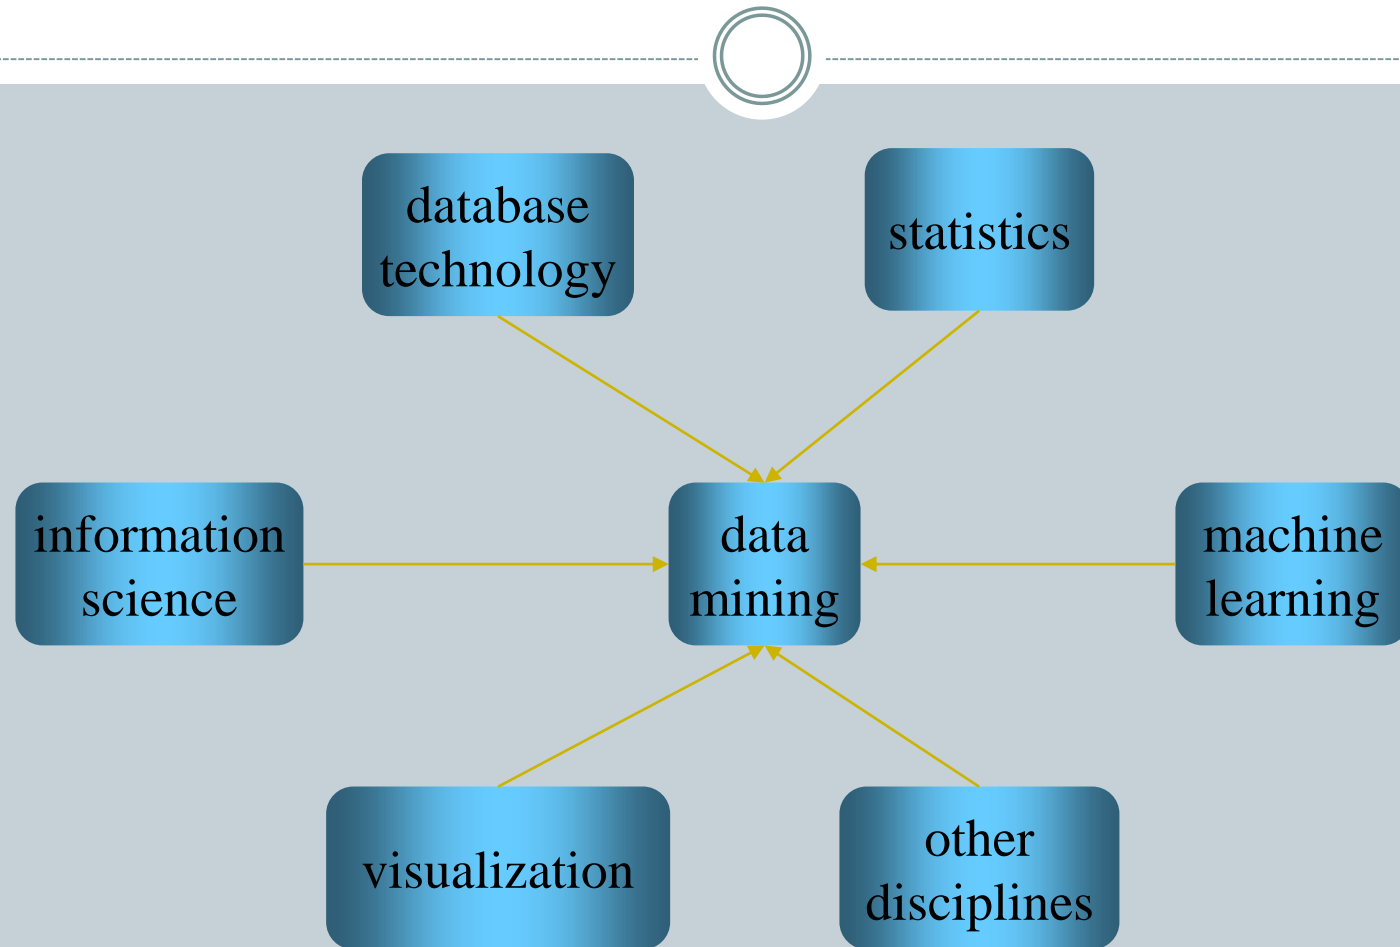 database
technology
statistics
information
science
data
mining
machine
learning
visualization
other
disciplines